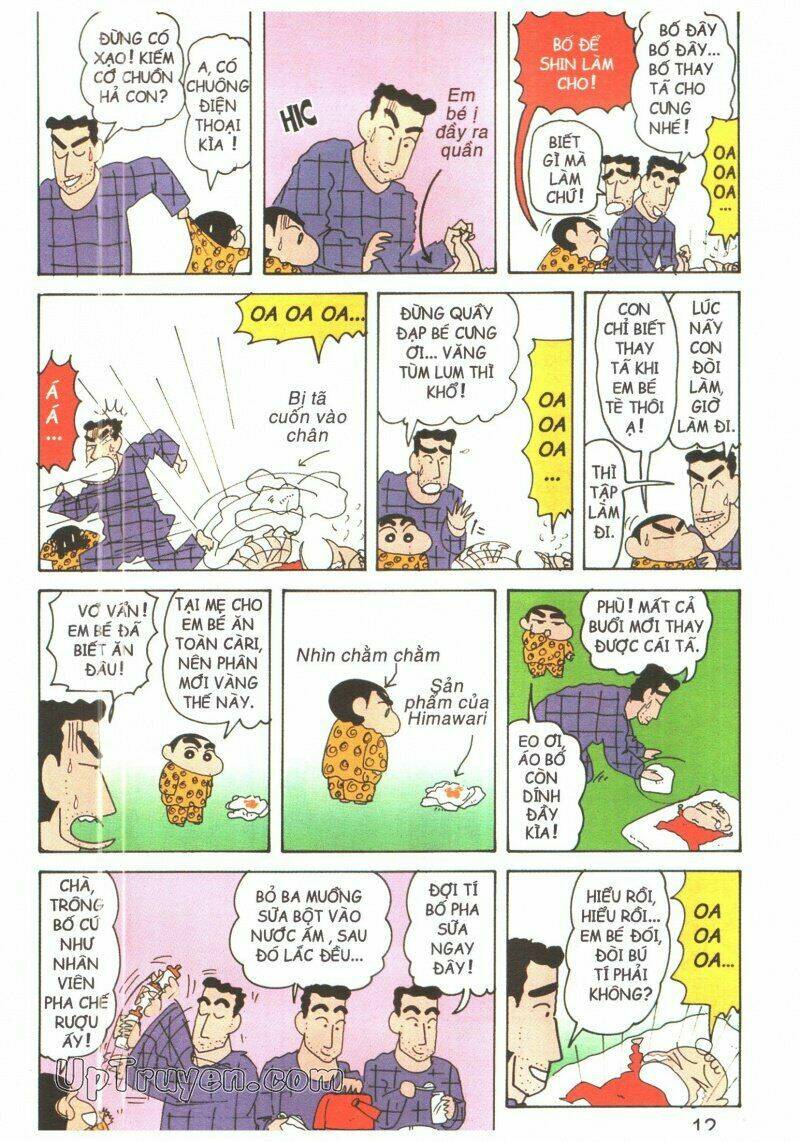 BỐ ĐÂY
BỐ ĐÂY...
BỐ THAY
TÃ CHO
CƯNG
NHÉ!
OA
OA
OA
...
BỐ ĐỂ
SHIN LÀM
CHO!
BIẾT
GÌ MÀ
LÀM
CHỨ!
Em
bé ị
đầy ra
quần
HIC
A, CÓ
CHUÔNG
ĐIỆN
THOẠI
KÌA!
ĐỪNG CÓ
XẠO! KIẾM
CỚ CHUỒN
HẢ CON?
LÚC
NÃY
CON
ĐÒI
LÀM,
GIỜ
LÀM ĐI.
CON
CHỈ BIẾT
THAY
TÃ KHI
EM BÉ
TÈ THÔI
Ạ!
THÌ
TẬP
LÀM
ĐI.
OA
OA
OA
...
ĐỪNG QUẪY
ĐẠP BÉ CƯNG
ƠI... VĂNG
TÙM LUM THÌ
KHỔ!
OA OA OA...
Bị tã
cuốn vào
chân
Á
Á
...
PHÙ! MẤT CẢ
BUỔI MỚI THAY
ĐƯỢC CÁI TÃ.
EO ƠI,
ÁO BỐ
CÒN
DÍNH
ĐẦY
KÌA!
Nhìn chằm chằm
Sản
phẩm của
Himawari
TẠI MẸ CHO
EM BÉ ĂN
TOÀN CÀRI,
NÊN PHÂN
MỚI VÀNG
THẾ NÀY.
VỚ VẨN!
EM BÉ ĐÃ
BIẾT ĂN
ĐÂU!
OA
OA
OA...
HIỂU RỒI,
HIỂU RỒI...
EM BÉ ĐÓI,
ĐÒI BÚ
TÍ PHẢI
KHÔNG?
ĐỢI TÍ
BỐ PHA
SỮA
NGAY
ĐÂY!
BỎ BA MUỖNG
SỮA BỘT VÀO
NƯỚC ẤM, SAU
ĐÓ LẮC ĐỀU...
CHÀ,
TRÔNG
BỐ CỨ
NHƯ
NHÂN
VIÊN
PHA CHẾ
RƯỢU
ẤY!
UpTruyen.com
12